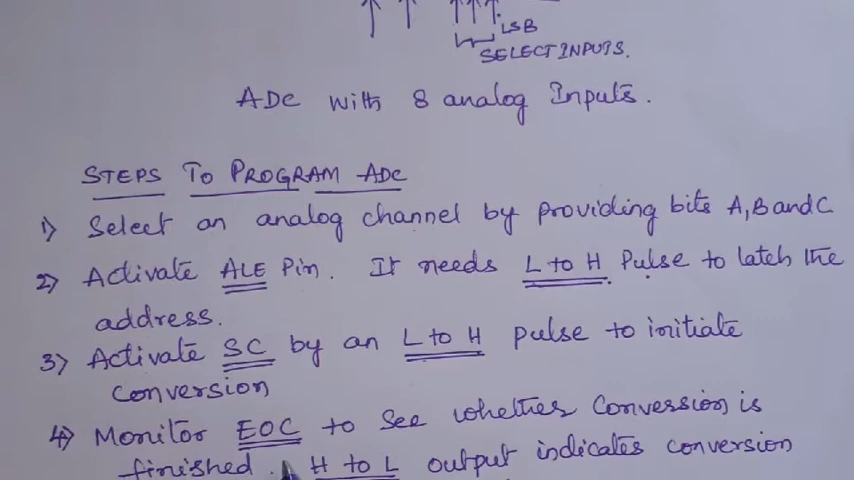 LSB
SELECT INPUTS.
ADC with 8 analog Inputs.
STEPS TO PROGRAM ADC
1) Select an analog channel by providing bits A, B and C
2) Activate ALE Pin. It needs L to H Pulse to latch the
address.
3) Activate SC by an L to H pulse to initiate
conversion
4) Monitor EOC to see whether Conversion is
finished. H to L output indicates conversion